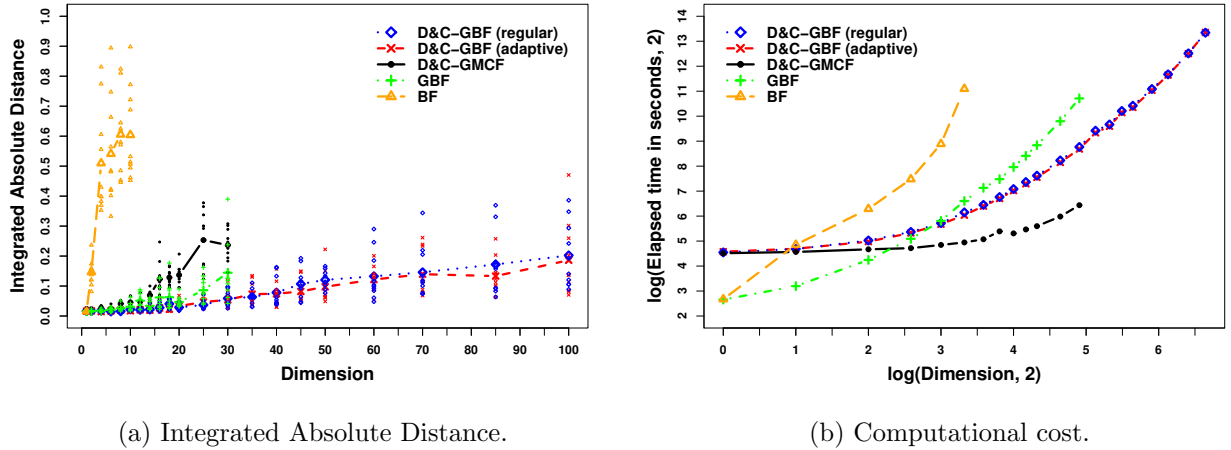 Integrated Absolute Distance
1.0
0.9
0.8
0.7
0.6
0.5
0.4
0.3
0.2
0.1
0.0
D&C−GBF (regular)
D&C−GBF (adaptive)
D&C−GMCF
GBF
BF
0 10 20 30 40 50 60 70 80 90 100
Dimension
(a) Integrated Absolute Distance.
log(Elapsed time in seconds, 2)
14
13
12
11
10
9
8
7
6
5
4
3
2
D&C−GBF (regular)
D&C−GBF (adaptive)
D&C−GMCF
GBF
BF
0 1 2 3 4 5 6
log(Dimension, 2)
(b) Computational cost.